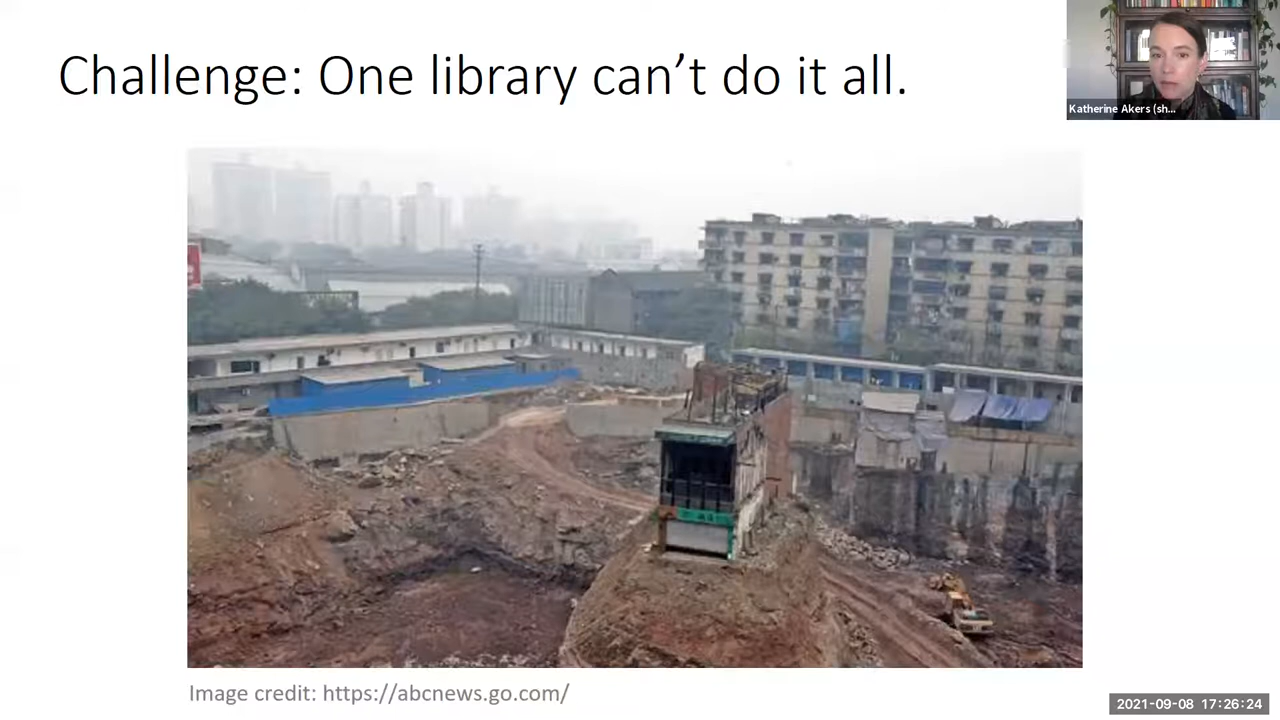 Challenge: One library can’t do it all.
Katherine Akers (sh...
Image credit: https://abcnews.go.com/
2021-09-08 17:26:24